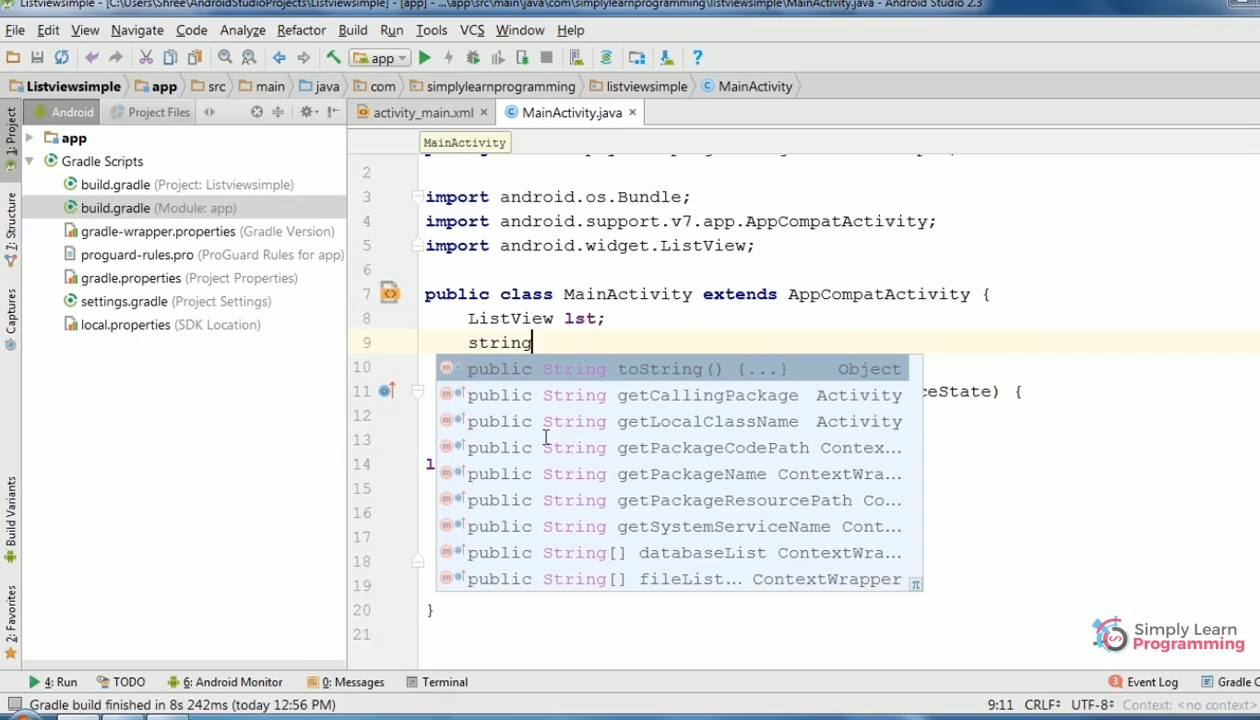 Listviewsimple - [C:\Users\Shree\AndroidStudioProjects\Listviewsimple] - [app] - ...\app\src\main\java\com\simplylearnprogramming\listviewsimple\MainActivity.java - Android Studio 2.3
File Edit View Navigate Code Analyze Refactor Build Run Tools VCS Window Help
app
Listviewsimple app src main java com simplylearnprogramming listviewsimple MainActivity
1: Project
7: Structure
Captures
Build Variants
2: Favorites
Android Project Files
app
Gradle Scripts
build.gradle (Project: Listviewsimple)
build.gradle (Module: app)
gradle-wrapper.properties (Gradle Version)
proguard-rules.pro (ProGuard Rules for app)
gradle.properties (Project Properties)
settings.gradle (Project Settings)
local.properties (SDK Location)
activity_main.xml MainActivity.java
MainActivity
2
3 import android.os.Bundle;
4 import android.support.v7.app.AppCompatActivity;
5 import android.widget.ListView;
6
7 public class MainActivity extends AppCompatActivity {
8 ListView lst;
9 string
10
11 ceState) {
12
13
14 l
15
16
17
18
19
20 }
21
public String toString() {...} Object
public String getCallingPackage Activity
public String getLocalClassName Activity
public String getPackageCodePath Contex...
public String getPackageName ContextWra...
public String getPackageResourcePath Co...
public String getSystemServiceName Cont...
public String[] databaseList ContextWra...
public String[] fileList... ContextWrapper
π
Simply Learn
Programming
4: Run TODO 6: Android Monitor 0: Messages Terminal 3 Event Log Gradle C
Gradle build finished in 8s 242ms (today 12:56 PM) 9:11 CRLF÷ UTF-8÷ Context: <no context>